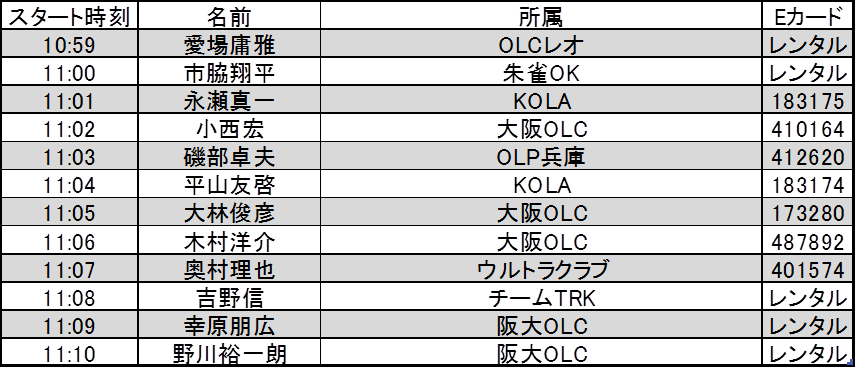 スタート時刻 名前 所属 Eカード
10:59 愛場庸雅 OLCレオ レンタル
11:00 市脇翔平 朱雀OK レンタル
11:01 永瀬真一 KOLA 183175
11:02 小西宏 大阪OLC 410164
11:03 磯部卓夫 OLP兵庫 412620
11:04 平山友啓 KOLA 183174
11:05 大林俊彦 大阪OLC 173280
11:06 木村洋介 大阪OLC 487892
11:07 奥村理也 ウルトラクラブ 401574
11:08 吉野信 チームTRK レンタル
11:09 幸原朋広 阪大OLC レンタル
11:10 野川裕一朗 阪大OLC レンタル